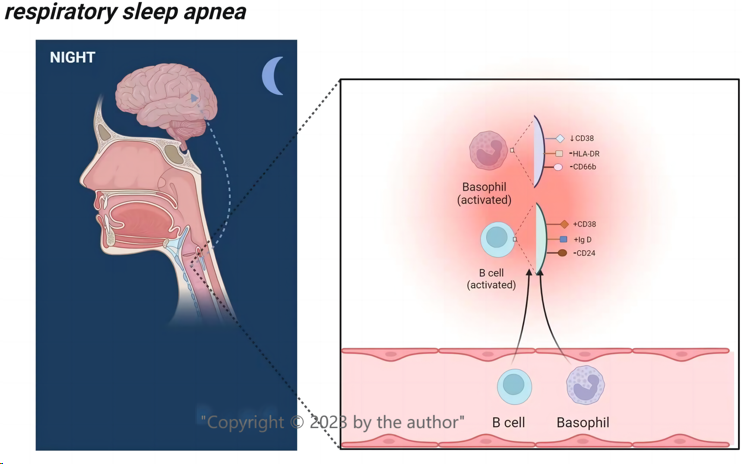 respiratory sleep apnea
NIGHT
↓CD38
-HLA-DR
-CD66b
Basophil
(activated)
+CD38
+Ig D
-CD24
B cell
(activated)
"Copyright © 2023 by the author"
B cell
Basophil